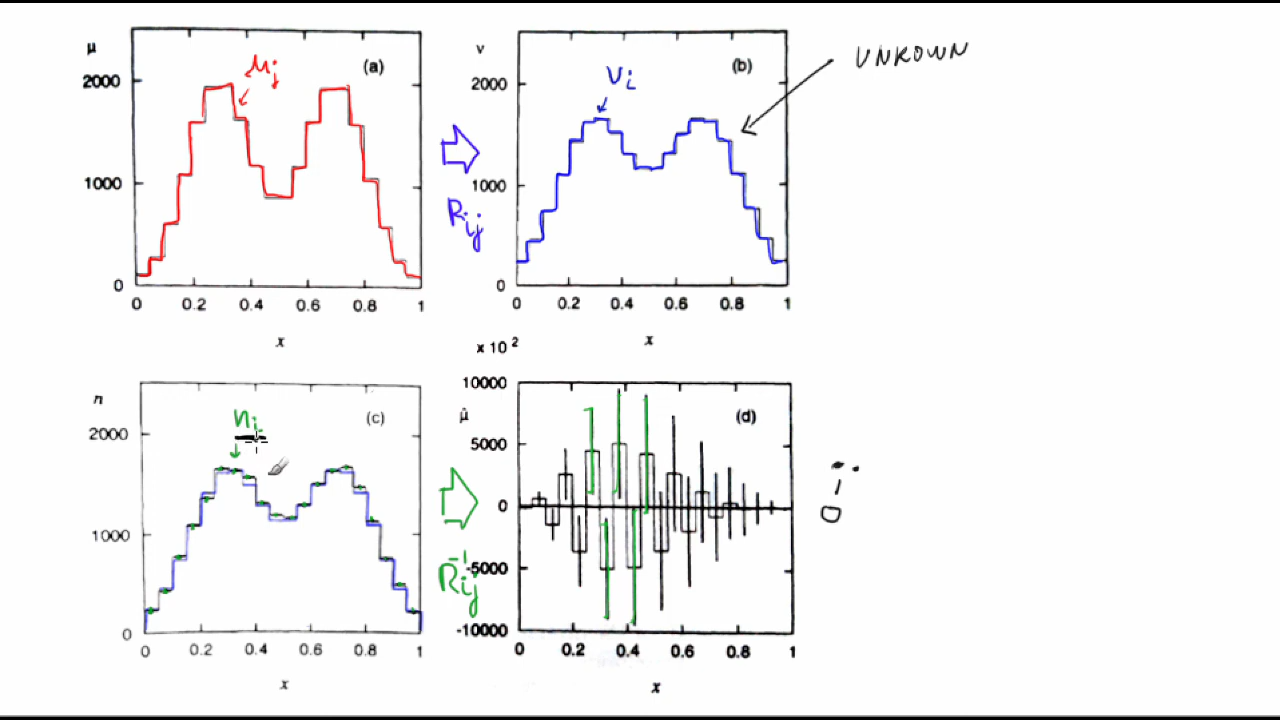 μ
(a)
μj
2000
1000
0
0 0.2 0.4 0.6 0.8 1
x
Rij
ν
(b)
νi
UNKOWN
2000
1000
0
0 0.2 0.4 0.6 0.8 1
x
n
(c)
ni
2000
1000
0
0 0.2 0.4 0.6 0.8 1
x
R⁻¹ij
x 10 ²
μ̂
(d)
10000
5000
0
-5000
-10000
0 0.2 0.4 0.6 0.8 1
x